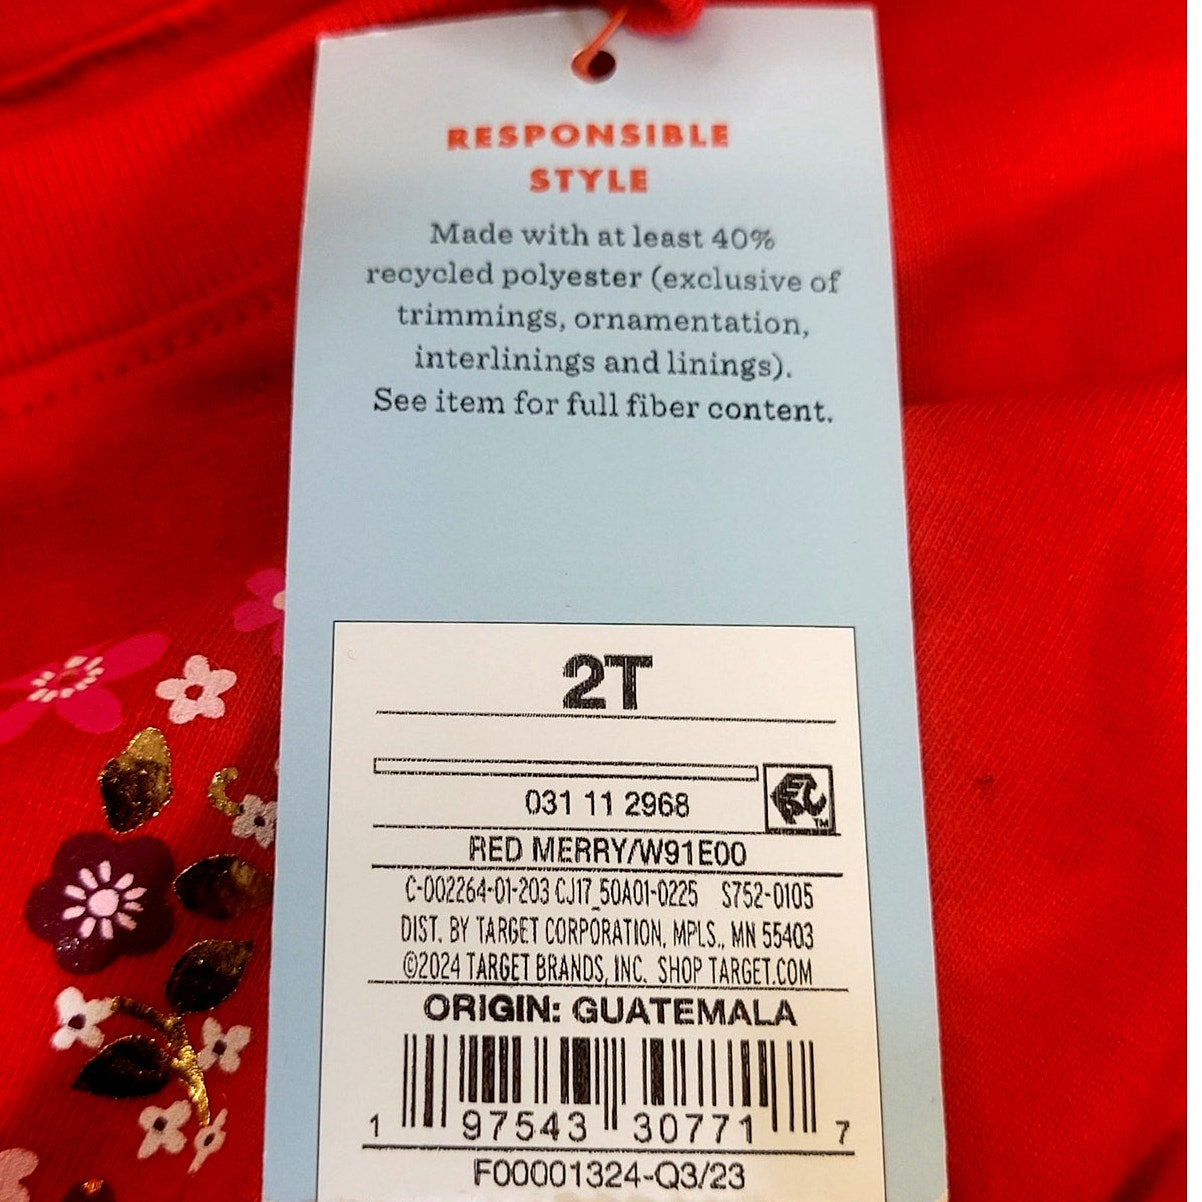 RESPONSIBLE
STYLE
Made with at least 40%
recycled polyester (exclusive of
trimmings, ornamentation,
interlinings and linings).
See item for full fiber content.
2T
031 11 2968
TM
RED MERRY/W91E00
C-002264-01-203 CJ17_50A01-0225 S752-0105
DIST. BY TARGET CORPORATION, MPLS., MN 55403
©2024 TARGET BRANDS, INC. SHOP TARGET.COM
ORIGIN: GUATEMALA
1 97543 30771 7
F00001324-Q3/23